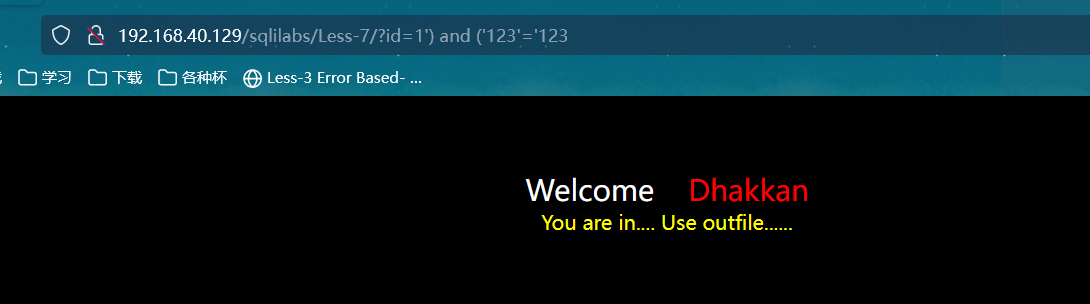 192.168.40.129/sqlilabs/Less-7/?id=1') and ('123'='123
学习 下载 各种杯 Less-3 Error Based- ...
Welcome Dhakkan
You are in.... Use outfile......